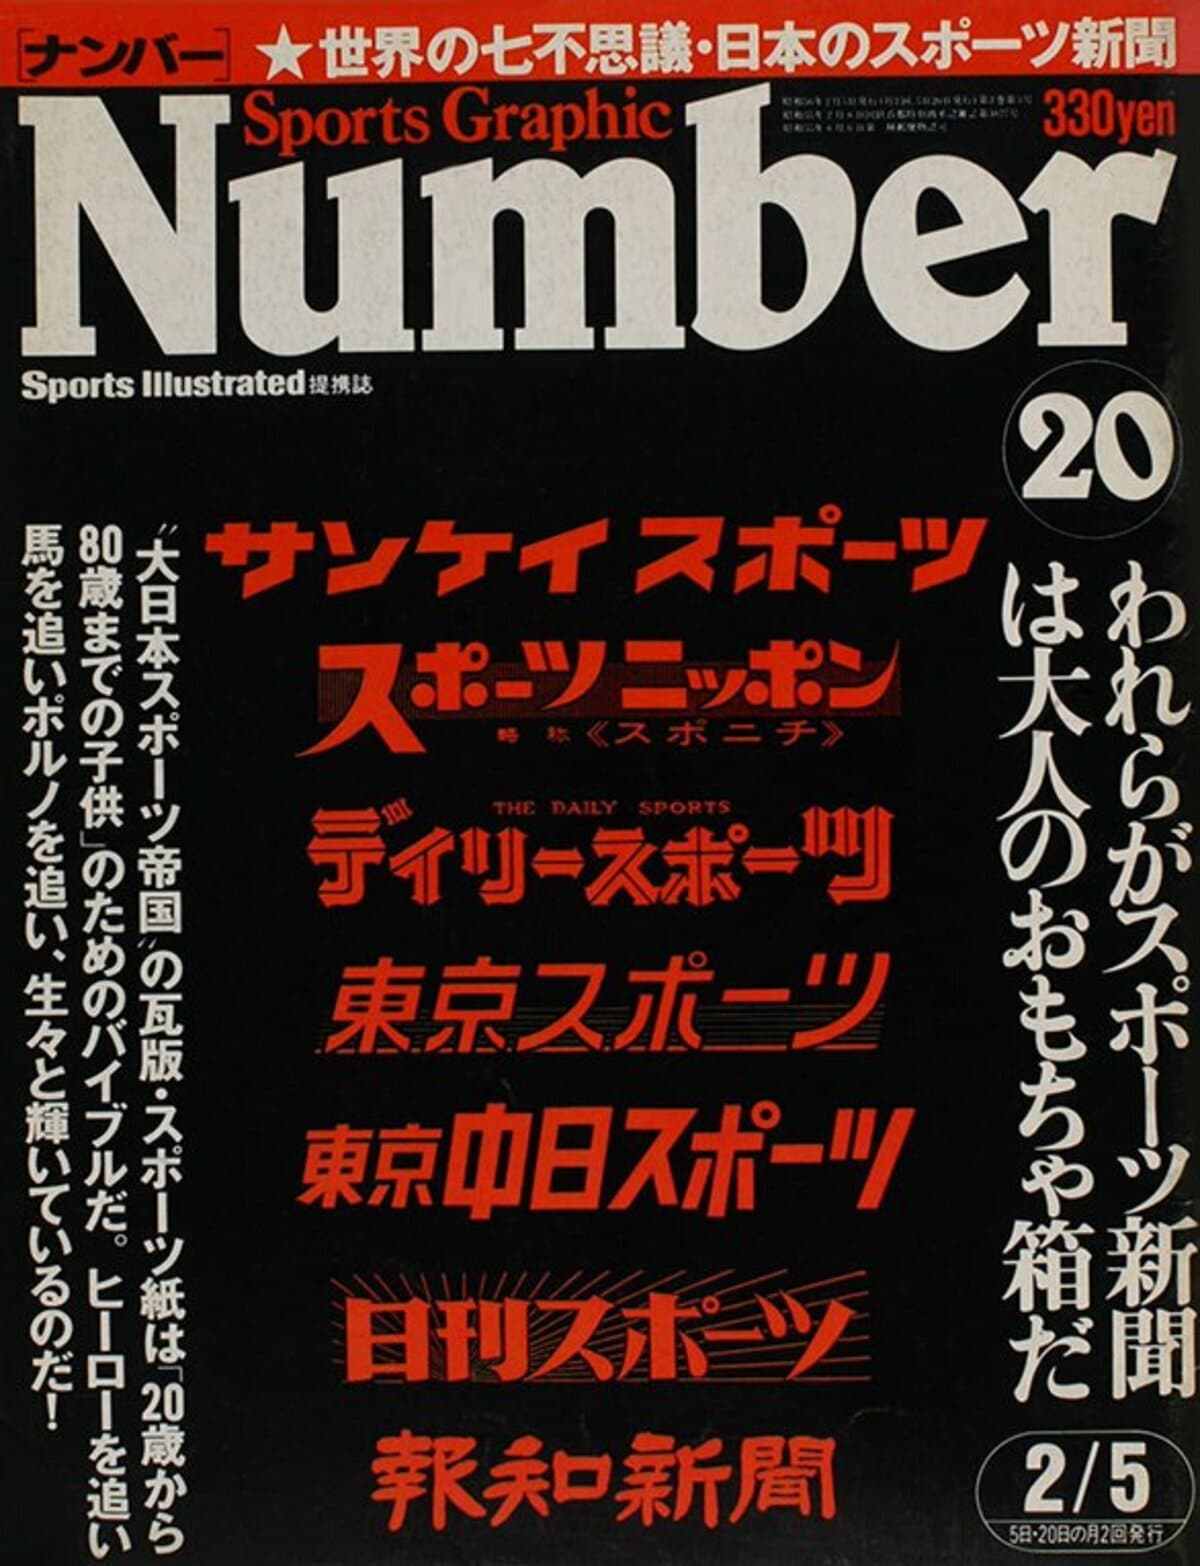 [ナンバー]
★世界の七不思議・日本のスポーツ新聞
Sports Graphic
330yen
Number
Sports Illustrated提携誌
20
われらがスポーツ新聞
は大人のおもちゃ箱だ
サンケイスポーツ
スポーツニッポン
略称《スポニチ》
THE DAILY SPORTS
デイリースポーツ
東京スポーツ
東京中日スポーツ
日刊スポーツ
報知新聞
"大日本スポーツ帝国"の瓦版・スポーツ紙は「20歳から
80歳までの子供」のためのバイブルだ。ヒーローを追い
馬を追いポルノを追い、生々と輝いているのだ!
2/5
5日・20日の月2回発行